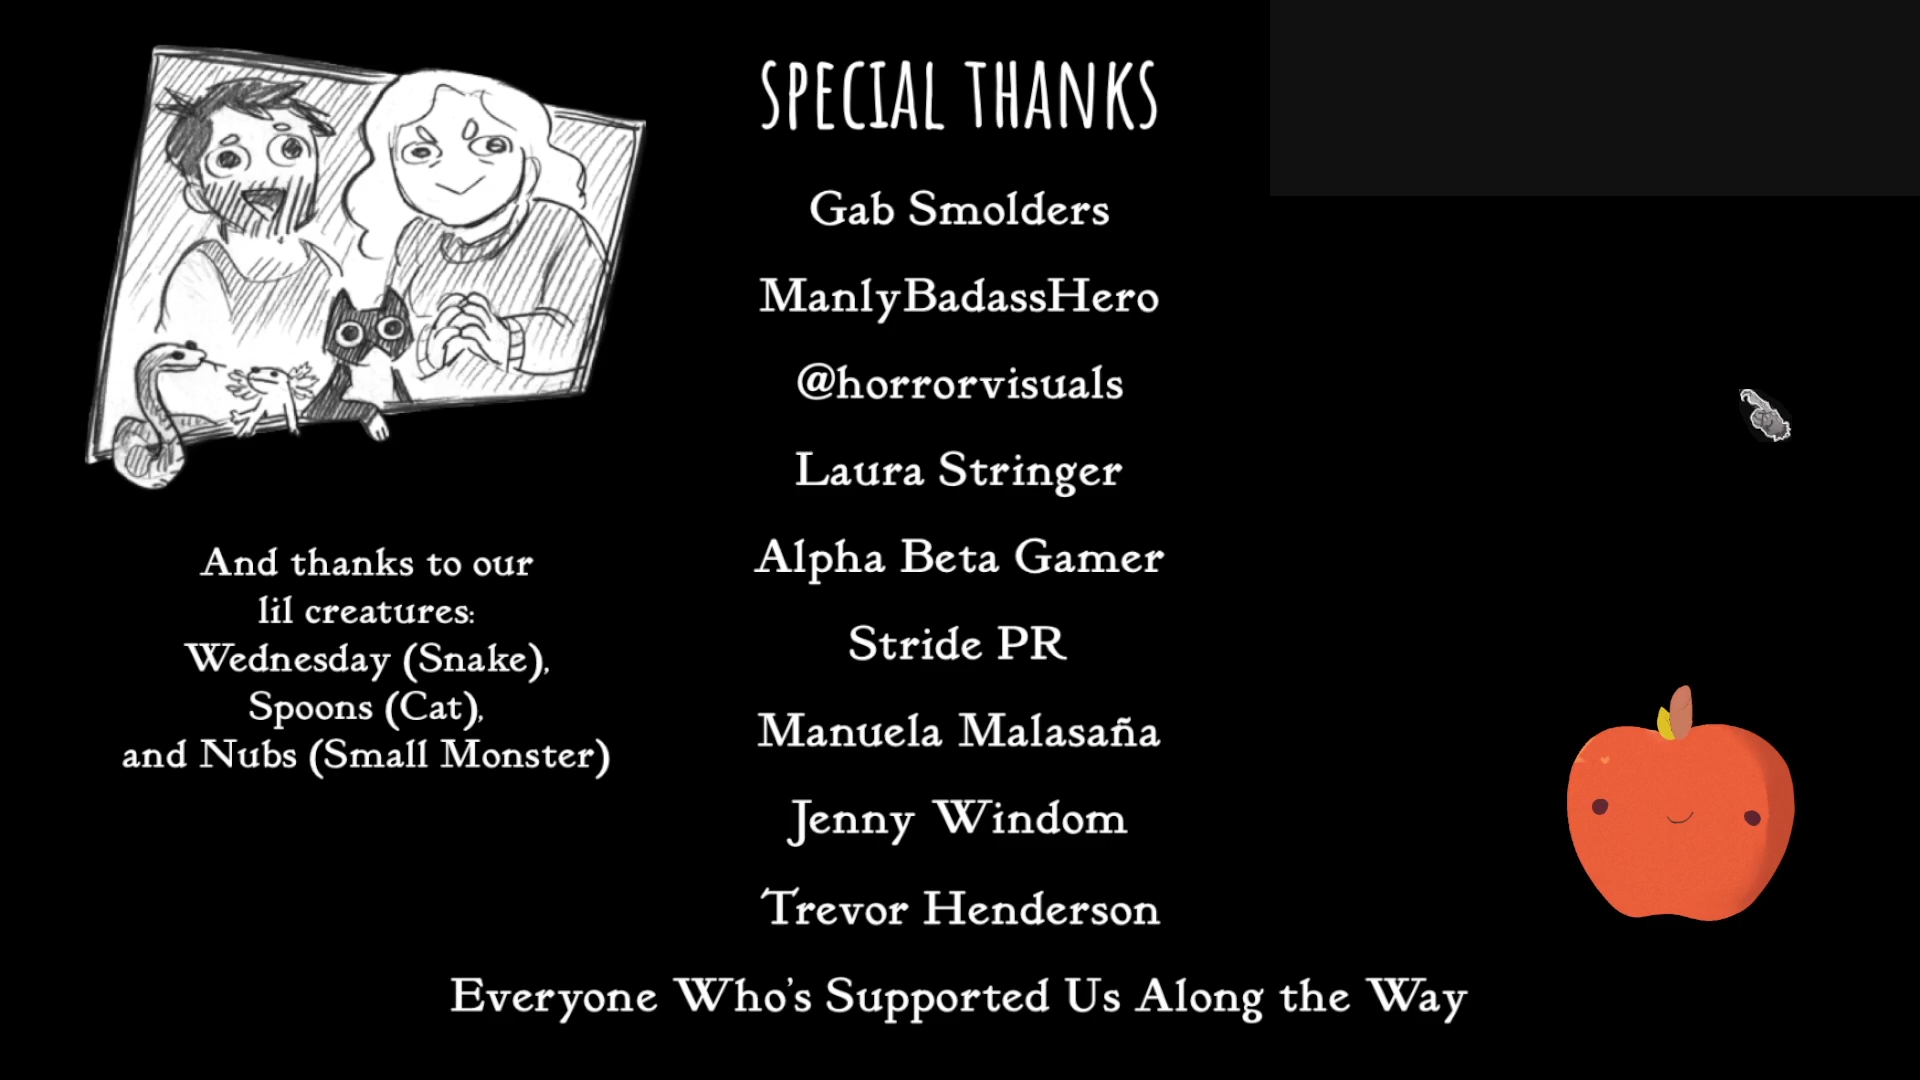 SPECIAL THANKS
Gab Smolders
ManlyBadassHero
@horrorvisuals
Laura Stringer
Alpha Beta Gamer
Stride PR
Manuela Malasaña
Jenny Windom
Trevor Henderson
Everyone Who's Supported Us Along the Way
And thanks to our
lil creatures:
Wednesday (Snake),
Spoons (Cat),
and Nubs (Small Monster)